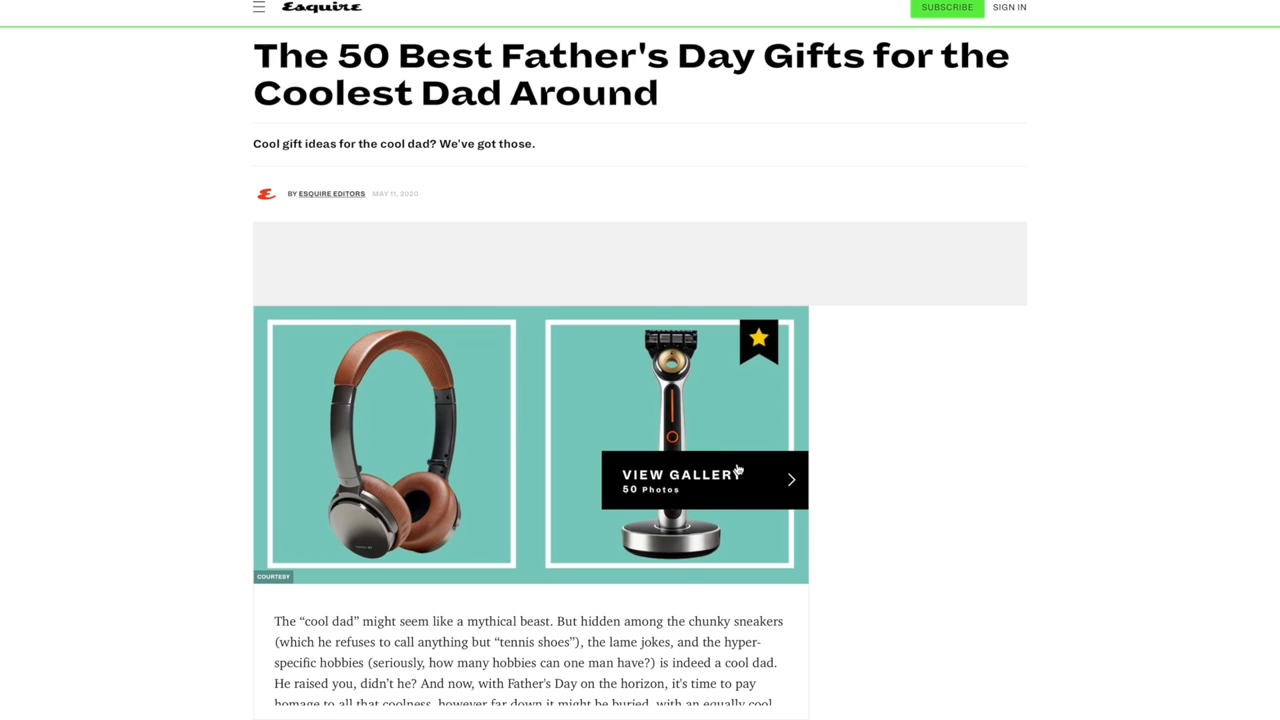 Esquire
SUBSCRIBE
SIGN IN
The 50 Best Father's Day Gifts for the
Coolest Dad Around
Cool gift ideas for the cool dad? We've got those.
BY ESQUIRE EDITORS MAY 11, 2020
VIEW GALLERY
50 Photos
COURTESY
The “cool dad” might seem like a mythical beast. But hidden among the chunky sneakers
(which he refuses to call anything but “tennis shoes”), the lame jokes, and the hyper-
specific hobbies (seriously, how many hobbies can one man have?) is indeed a cool dad.
He raised you, didn’t he? And now, with Father's Day on the horizon, it's time to pay
homage to all that coolness, however far down it might be buried, with an equally cool